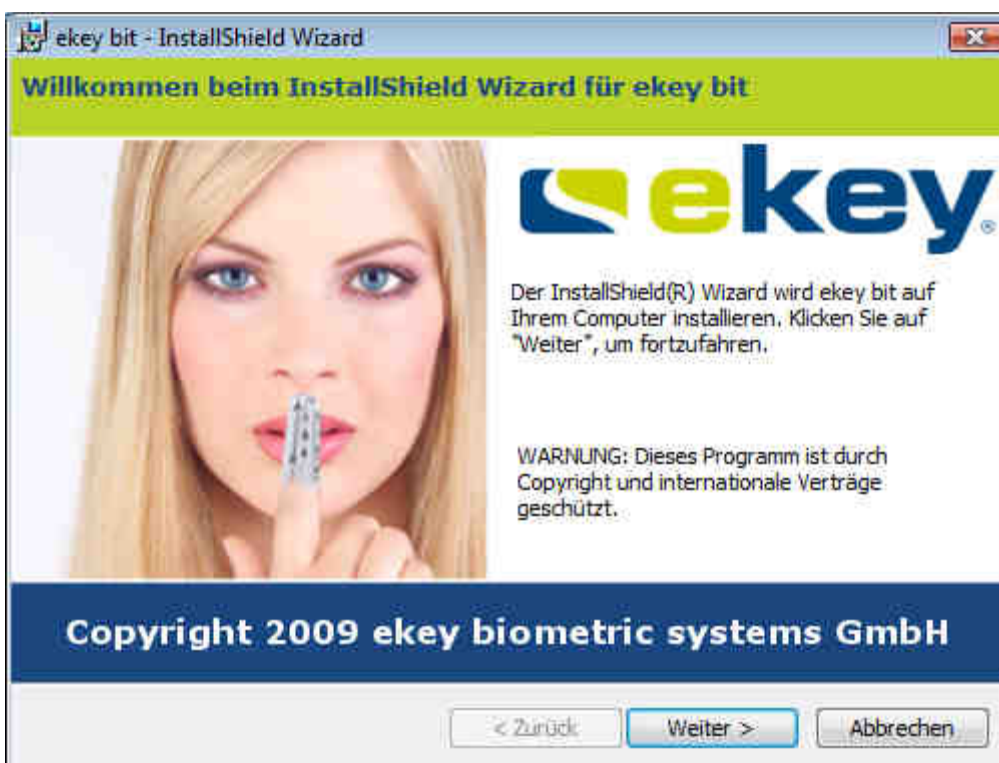 ekey bit - InstallShield Wizard
Willkommen beim InstallShield Wizard für ekey bit
ekey®
Der InstallShield(R) Wizard wird ekey bit auf
Ihrem Computer installieren. Klicken Sie auf
"Weiter", um fortzufahren.
WARNUNG: Dieses Programm ist durch
Copyright und internationale Verträge
geschützt.
Copyright 2009 ekey biometric systems GmbH
< Zurück
Weiter >
Abbrechen